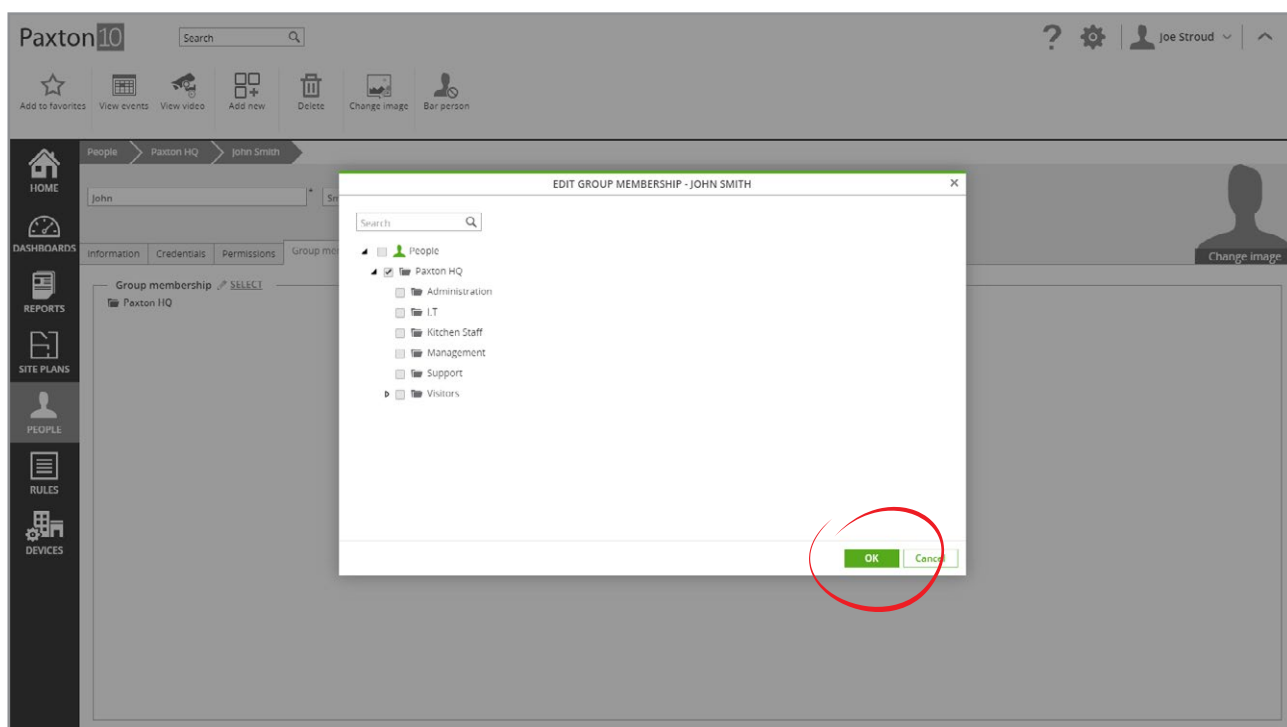 Paxton 10
Search
Joe Stroud
Add to favorites
View events
View video
Add new
Delete
Change image
Bar person
People
Paxton HQ
John Smith
HOME
DASHBOARDS
REPORTS
SITE PLANS
PEOPLE
RULES
DEVICES
John
*
Information
Credentials
Permissions
Change image
Group membership SELECT
Paxton HQ
EDIT GROUP MEMBERSHIP - JOHN SMITH
Search
People
Paxton HQ
Administration
I.T
Kitchen Staff
Management
Support
Visitors
OK
Cancel